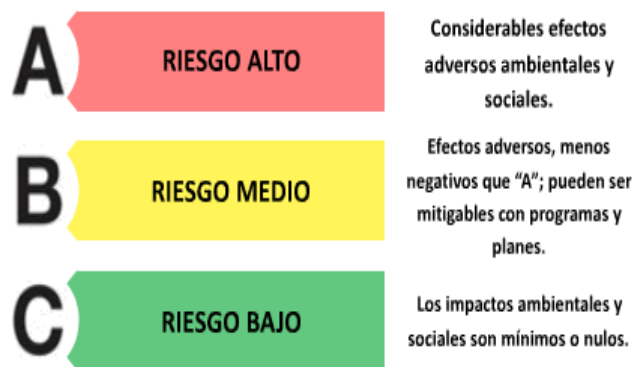 A
RIESGO ALTO
Considerables efectos
adversos ambientales y
sociales.
B
RIESGO MEDIO
Efectos adversos, menos
negativos que “A”; pueden ser
mitigables con programas y
planes.
C
RIESGO BAJO
Los impactos ambientales y
sociales son mínimos o nulos.